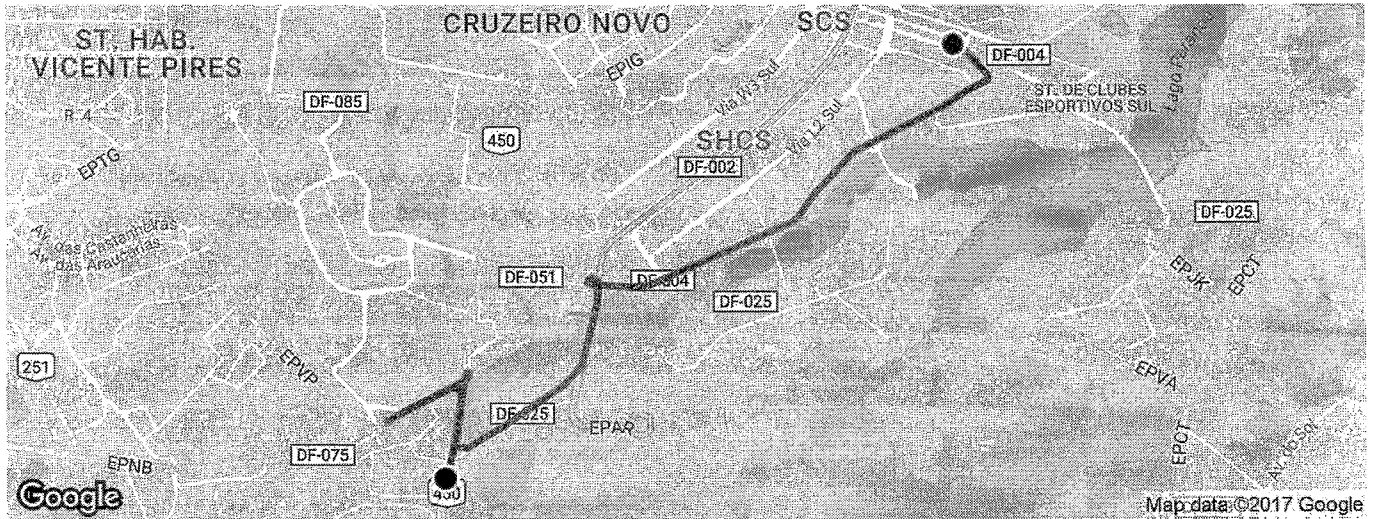 CRUZEIRO NOVO
SCS
ST. HAB.
VICENTE PIRES
DF-004
EPIG
DF-085
Via W3 Sul
ST. DE CLUBES
ESPORTIVOS SUL
Lago Paranoá
R. 4
450
SHCS
Via L2 Sul
EPTG
DF-002
DF-025
Av. das Castanheiras
Av. das Araucárias
DF-051
DF-004
DF-025
EPJK
EPCT
251
EPVP
EPVA
DF-025
EPAR
DF-075
EPNB
EPCT
Av. do Sol
450
Google
Map data ©2017 Google